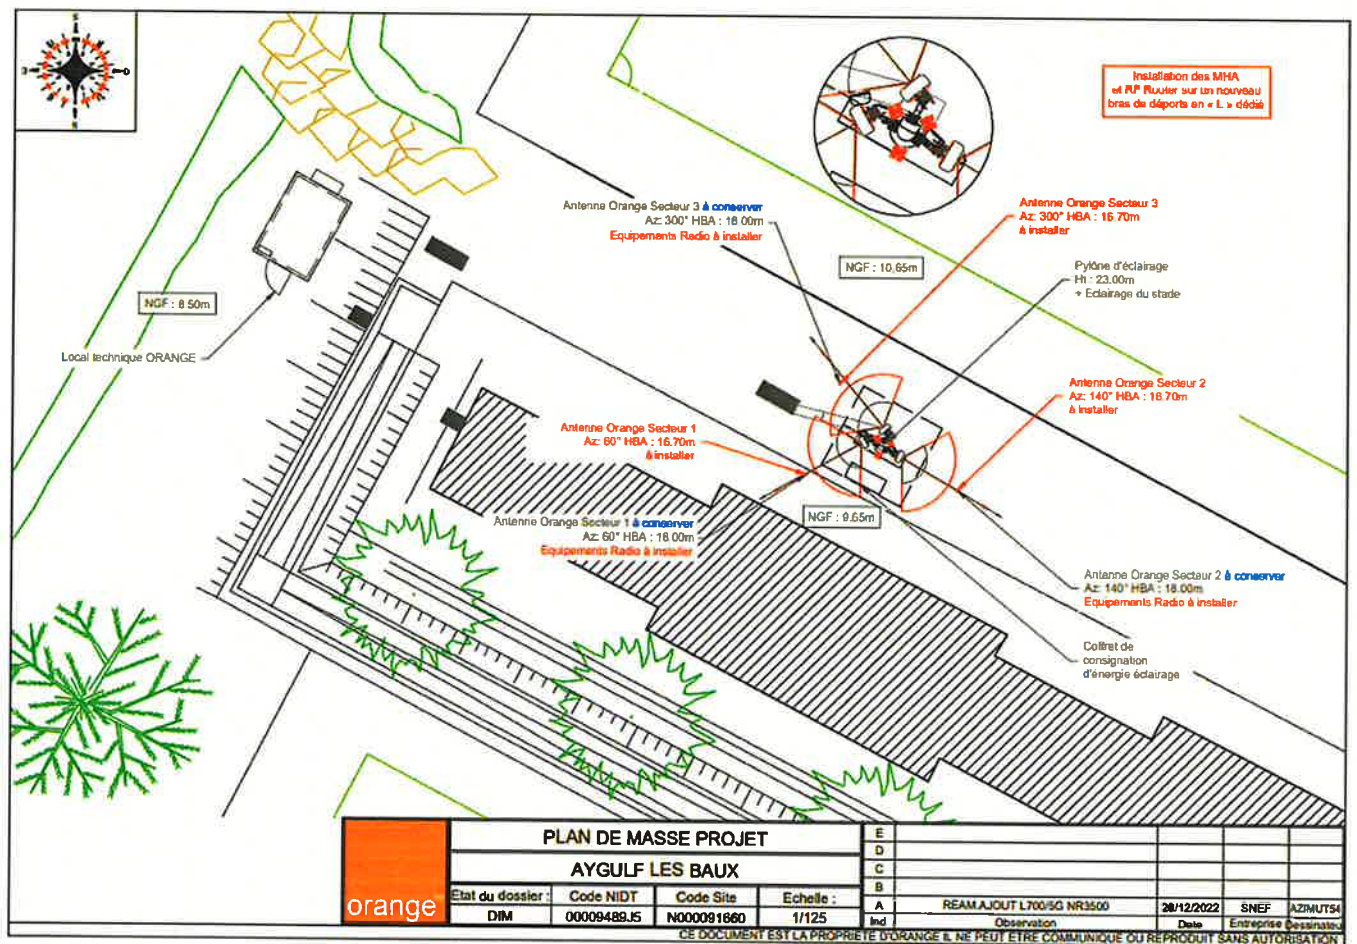 Installation des MHA
et RF Router sur un nouveau
bras de déports en « L » dédié
Antenne Orange Secteur 3 à conserver
Az: 300° HBA : 18.00m
Equipements Radio à installer
Antenne Orange Secteur 3
Az: 300° HBA : 16.70m
à installer
NGF : 10.65m
Pylône d'éclairage
Ht : 23.00m
+ Eclairage du stade
NGF : 8.50m
Local technique ORANGE
Antenne Orange Secteur 2
Az: 140° HBA : 16.70m
à installer
Antenne Orange Secteur 1
Az: 60° HBA : 16.70m
à installer
NGF : 9.65m
Antenne Orange Secteur 1 à conserver
Az: 60° HBA : 18.00m
Equipements Radio à installer
Antenne Orange Secteur 2 à conserver
Az: 140° HBA : 18.00m
Equipements Radio à installer
Coffret de
consignation
d'énergie éclairage
orange
PLAN DE MASSE PROJET
AYGULF LES BAUX
Etat du dossier : Code NIDT Code Site Echelle :
DIM 00009489J5 N000091660 1/125
E
D
C
B
A REAM.AJOUT L700/5G NR3500 28/12/2022 SNEF AZIMUT54
Ind Observation Date Entreprise Dessinateur
CE DOCUMENT EST LA PROPRIETE D'ORANGE IL NE PEUT ETRE COMMUNIQUE OU REPRODUIT SANS AUTORISATION